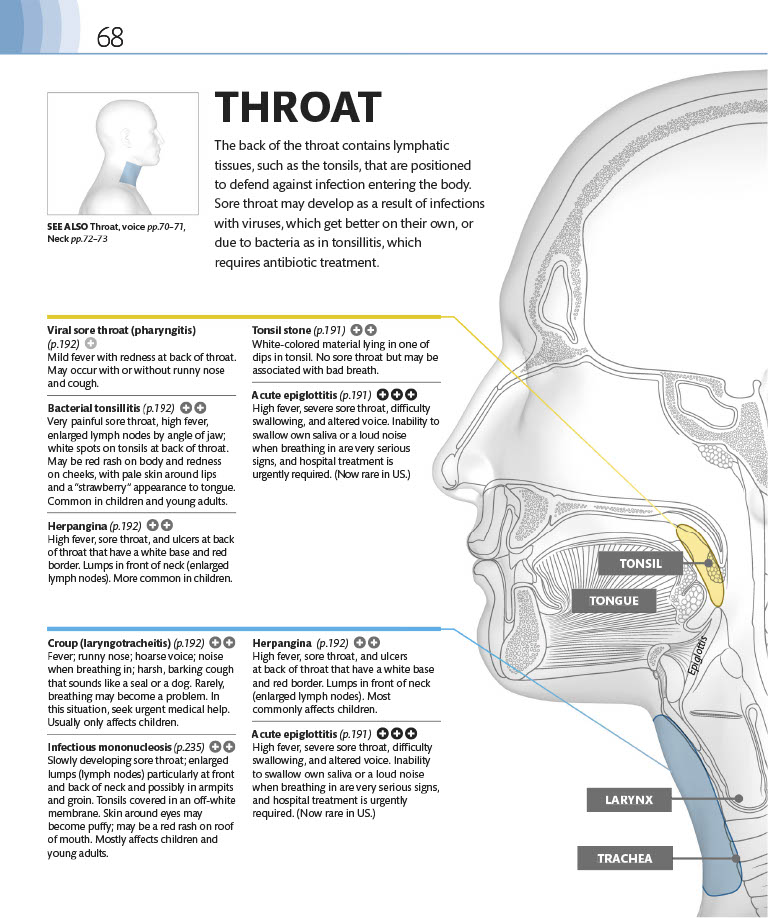 68
THROAT
The back of the throat contains lymphatic
tissues, such as the tonsils, that are positioned
to defend against infection entering the body.
Sore throat may develop as a result of infections
with viruses, which get better on their own, or
due to bacteria as in tonsillitis, which
requires antibiotic treatment.
SEE ALSO Throat, voice pp.70–71,
Neck pp.72–73
Viral sore throat (pharyngitis)
(p.192)
Mild fever with redness at back of throat.
May occur with or without runny nose
and cough.
Bacterial tonsillitis (p.192)
Very painful sore throat, high fever,
enlarged lymph nodes by angle of jaw;
white spots on tonsils at back of throat.
May be red rash on body and redness
on cheeks, with pale skin around lips
and a “strawberry” appearance to tongue.
Common in children and young adults.
Herpangina (p.192)
High fever, sore throat, and ulcers at back
of throat that have a white base and red
border. Lumps in front of neck (enlarged
lymph nodes). More common in children.
Tonsil stone (p.191)
White-colored material lying in one of
dips in tonsil. No sore throat but may be
associated with bad breath.
Acute epiglottitis (p.191)
High fever, severe sore throat, difficulty
swallowing, and altered voice. Inability to
swallow own saliva or a loud noise
when breathing in are very serious
signs, and hospital treatment is
urgently required. (Now rare in US.)
TONSIL
TONGUE
Epiglottis
Croup (laryngotracheitis) (p.192)
Fever; runny nose; hoarse voice; noise
when breathing in; harsh, barking cough
that sounds like a seal or a dog. Rarely,
breathing may become a problem. In
this situation, seek urgent medical help.
Usually only affects children.
Infectious mononucleosis (p.235)
Slowly developing sore throat; enlarged
lumps (lymph nodes) particularly at front
and back of neck and possibly in armpits
and groin. Tonsils covered in an off-white
membrane. Skin around eyes may
become puffy; may be a red rash on roof
of mouth. Mostly affects children and
young adults.
Herpangina (p.192)
High fever, sore throat, and ulcers
at back of throat that have a white base
and red border. Lumps in front of neck
(enlarged lymph nodes). Most
commonly affects children.
Acute epiglottitis (p.191)
High fever, severe sore throat, difficulty
swallowing, and altered voice. Inability
to swallow own saliva or a loud noise
when breathing in are very serious signs,
and hospital treatment is urgently
required. (Now rare in US.)
LARYNX
TRACHEA